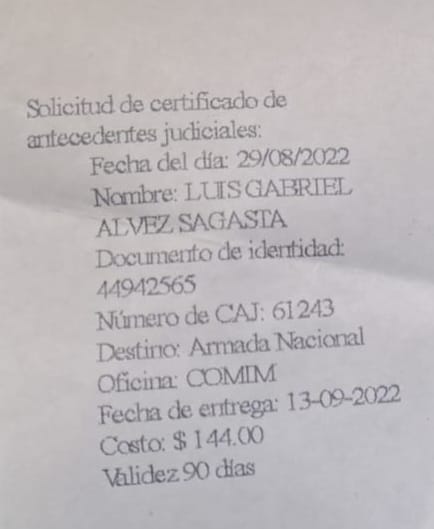 Solicitud de certificado de
antecedentes judiciales:
Fecha del día: 29/08/2022
Nombre: LUIS GABRIEL
ALVEZ SAGASTA
Documento de identidad:
44942565
Número de CAJ: 61243
Destino: Armada Nacional
Oficina: COMIM
Fecha de entrega: 13-09-2022
Costo: $ 144.00
Validez 90 días